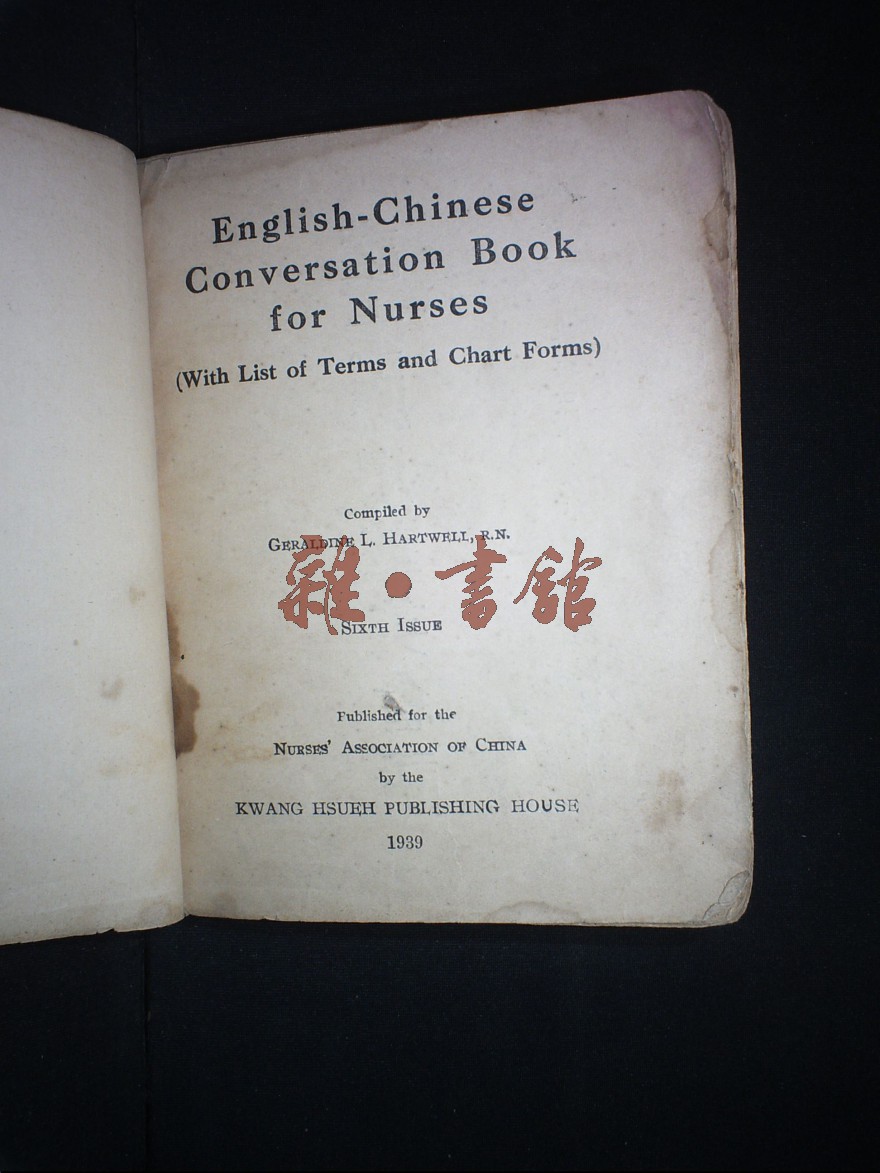 English-Chinese
Conversation Book
for Nurses
(With List of Terms and Chart Forms)
Compiled by
GERALDINE L. HARTWELL, R.N.
雜•書館
SIXTH ISSUE
Published for the
NURSES' ASSOCIATION OF CHINA
by the
KWANG HSUEH PUBLISHING HOUSE
1939